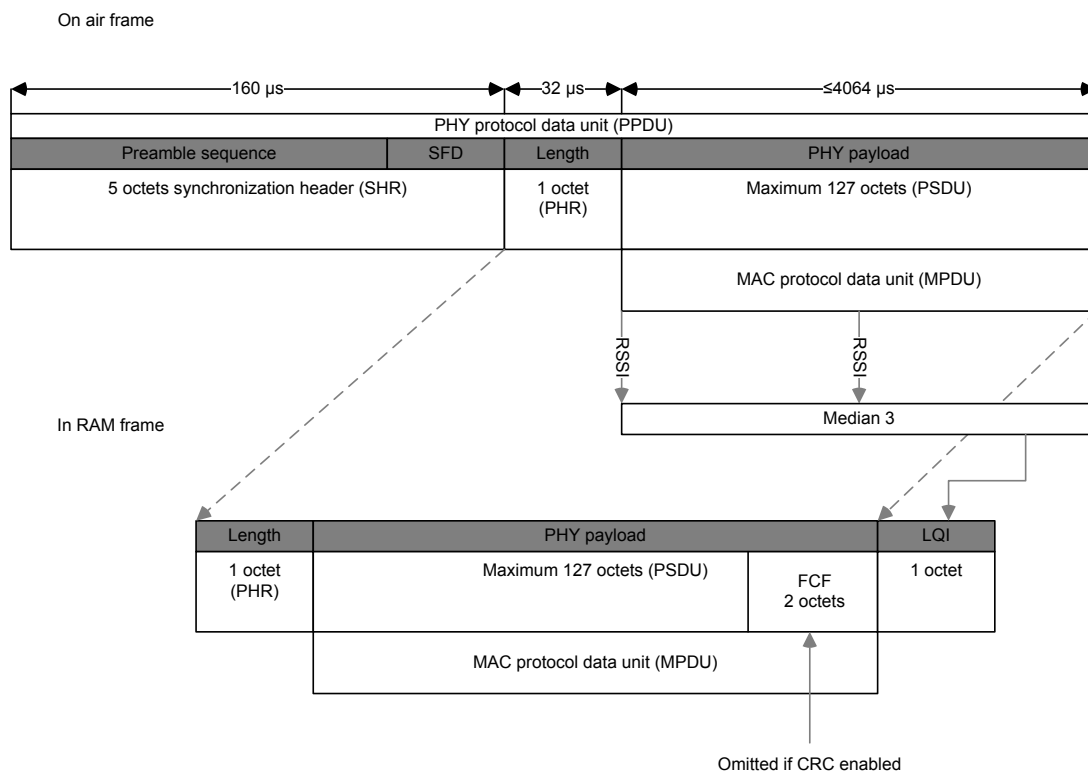 On air frame
160 µs
32 µs
≤4064 µs
PHY protocol data unit (PPDU)
Preamble sequence
SFD
Length
PHY payload
5 octets synchronization header (SHR)
1 octet
(PHR)
Maximum 127 octets (PSDU)
MAC protocol data unit (MPDU)
RSSI
RSSI
Median 3
In RAM frame
Length
PHY payload
LQI
1 octet
(PHR)
Maximum 127 octets (PSDU)
FCF
2 octets
1 octet
MAC protocol data unit (MPDU)
Omitted if CRC enabled